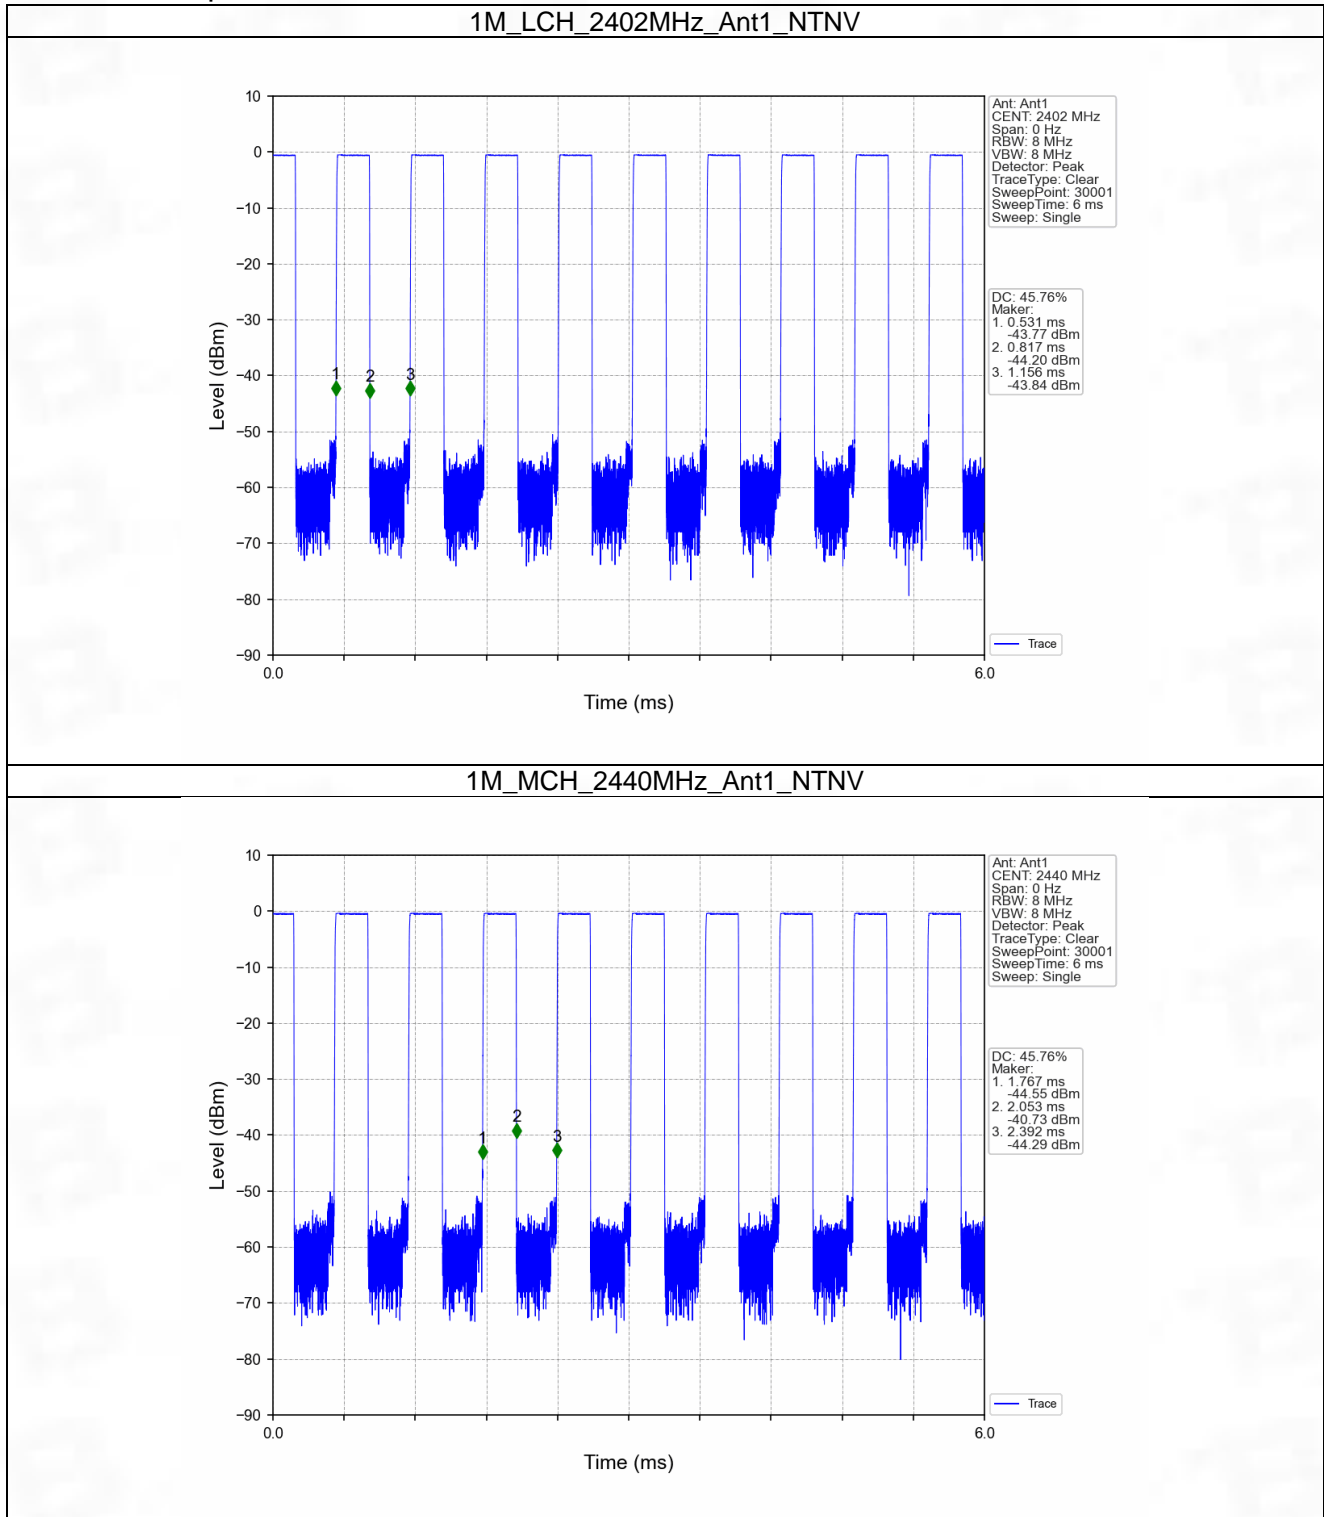 1M_LCH_2402MHz_Ant1_NTNV
10
0
−10
−20
−30
−40
−50
−60
−70
−80
−90
Level (dBm)
1
2
3
0.0
6.0
Time (ms)
Ant: Ant1
CENT: 2402 MHz
Span: 0 Hz
RBW: 8 MHz
VBW: 8 MHz
Detector: Peak
TraceType: Clear
SweepPoint: 30001
SweepTime: 6 ms
Sweep: Single
DC: 45.76%
Maker:
1. 0.531 ms
-43.77 dBm
2. 0.817 ms
-44.20 dBm
3. 1.156 ms
-43.84 dBm
Trace
1M_MCH_2440MHz_Ant1_NTNV
10
0
−10
−20
−30
−40
−50
−60
−70
−80
−90
Level (dBm)
1
2
3
0.0
6.0
Time (ms)
Ant: Ant1
CENT: 2440 MHz
Span: 0 Hz
RBW: 8 MHz
VBW: 8 MHz
Detector: Peak
TraceType: Clear
SweepPoint: 30001
SweepTime: 6 ms
Sweep: Single
DC: 45.76%
Maker:
1. 1.767 ms
-44.55 dBm
2. 2.053 ms
-40.73 dBm
3. 2.392 ms
-44.29 dBm
Trace